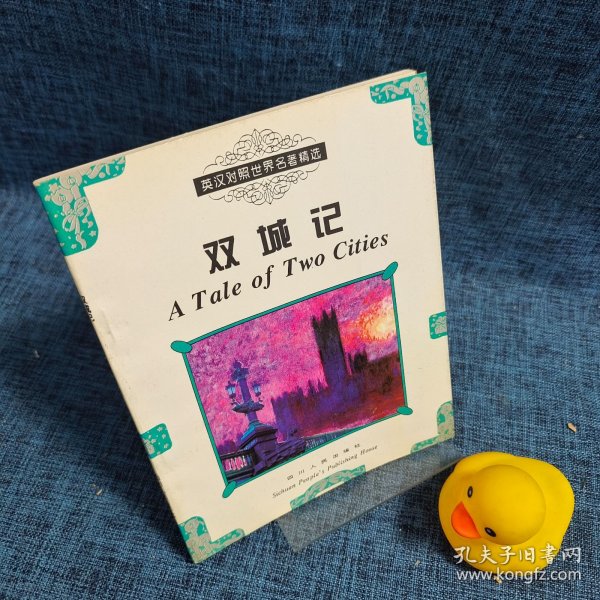 英汉对照世界名著精选
双城记
A Tale of Two Cities
四川人民出版社
Sichuan People's Publishing House
孔夫子旧书网
www.kongfz.com